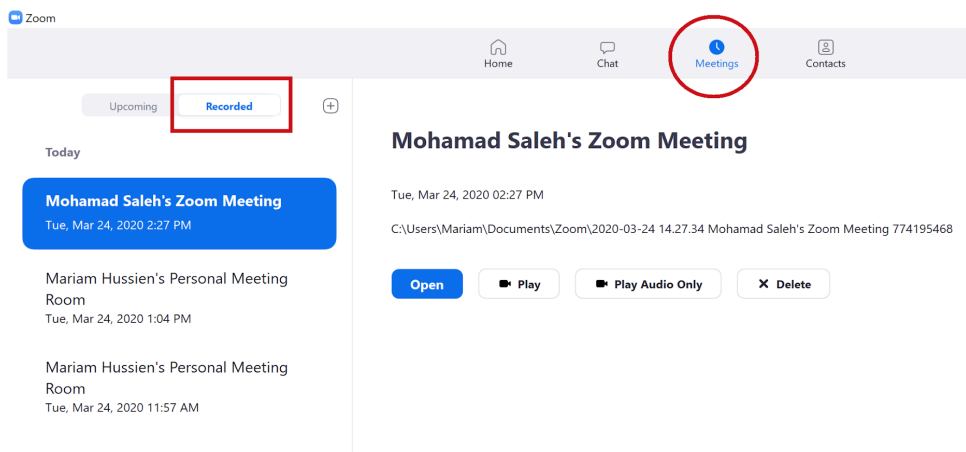 Zoom
Home
Chat
Meetings
Contacts
Upcoming
Recorded
Today
Mohamad Saleh's Zoom Meeting
Tue, Mar 24, 2020 2:27 PM
Mariam Hussien's Personal Meeting
Room
Tue, Mar 24, 2020 1:04 PM
Mariam Hussien's Personal Meeting
Room
Tue, Mar 24, 2020 11:57 AM
Mohamad Saleh's Zoom Meeting
Tue, Mar 24, 2020 02:27 PM
C:\Users\Mariam\Documents\Zoom\2020-03-24 14.27.34 Mohamad Saleh's Zoom Meeting 774195468
Open
Play
Play Audio Only
Delete